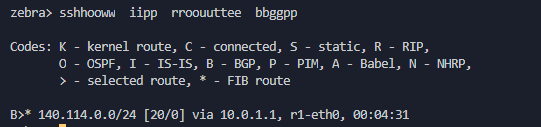 zebra> sshhooww  iipp  rroouuttee  bbggpp
Codes: K - kernel route, C - connected, S - static, R - RIP,
O - OSPF, I - IS-IS, B - BGP, P - PIM, A - Babel, N - NHRP,
> - selected route, * - FIB route
B>* 140.114.0.0/24 [20/0] via 10.0.1.1, r1-eth0, 00:04:31